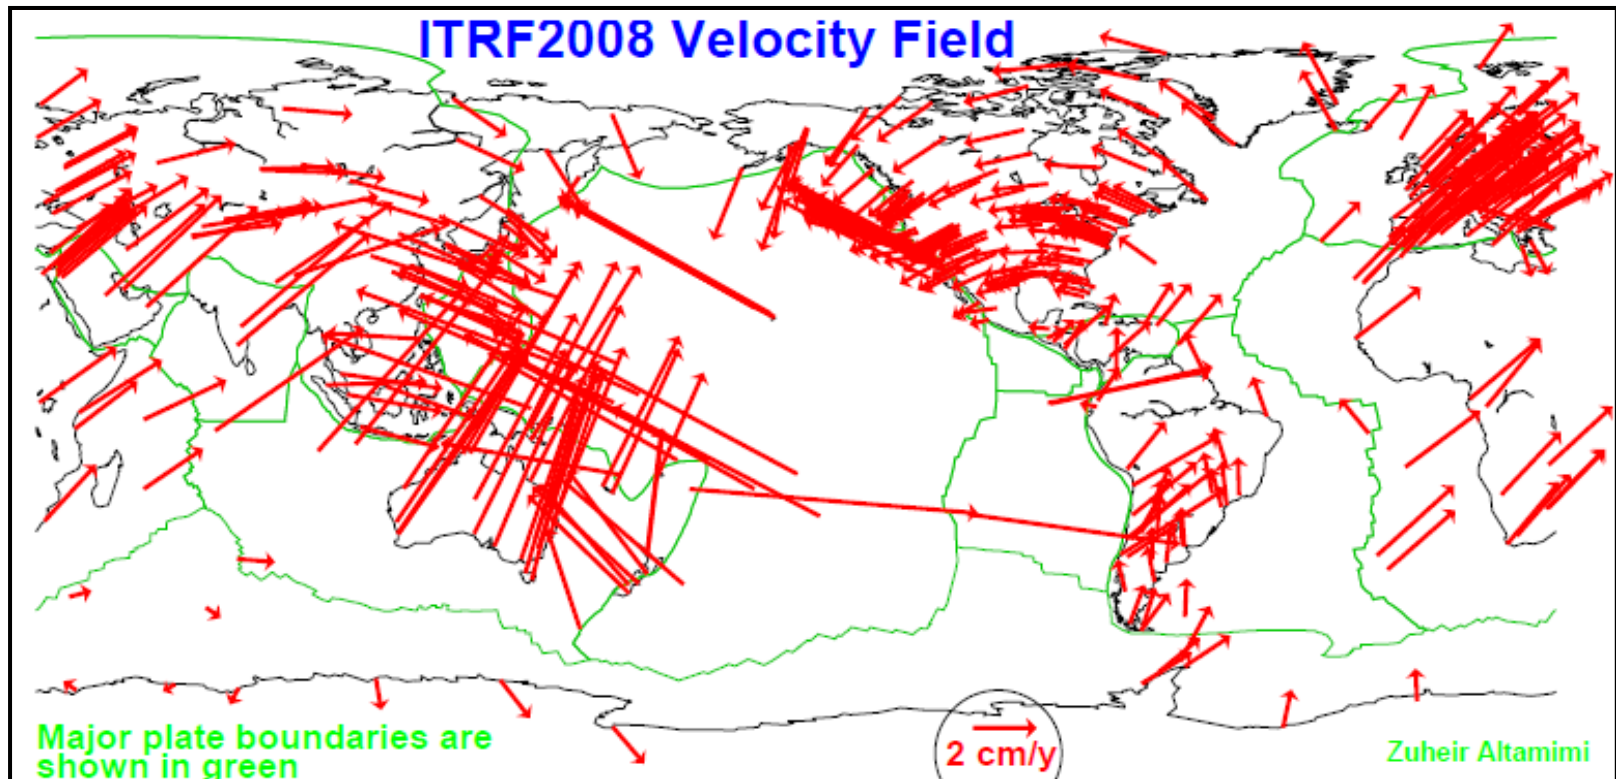 ITRF2008 Velocity Field
Major plate boundaries are
shown in green
2 cm/y
Zuheir Altamimi